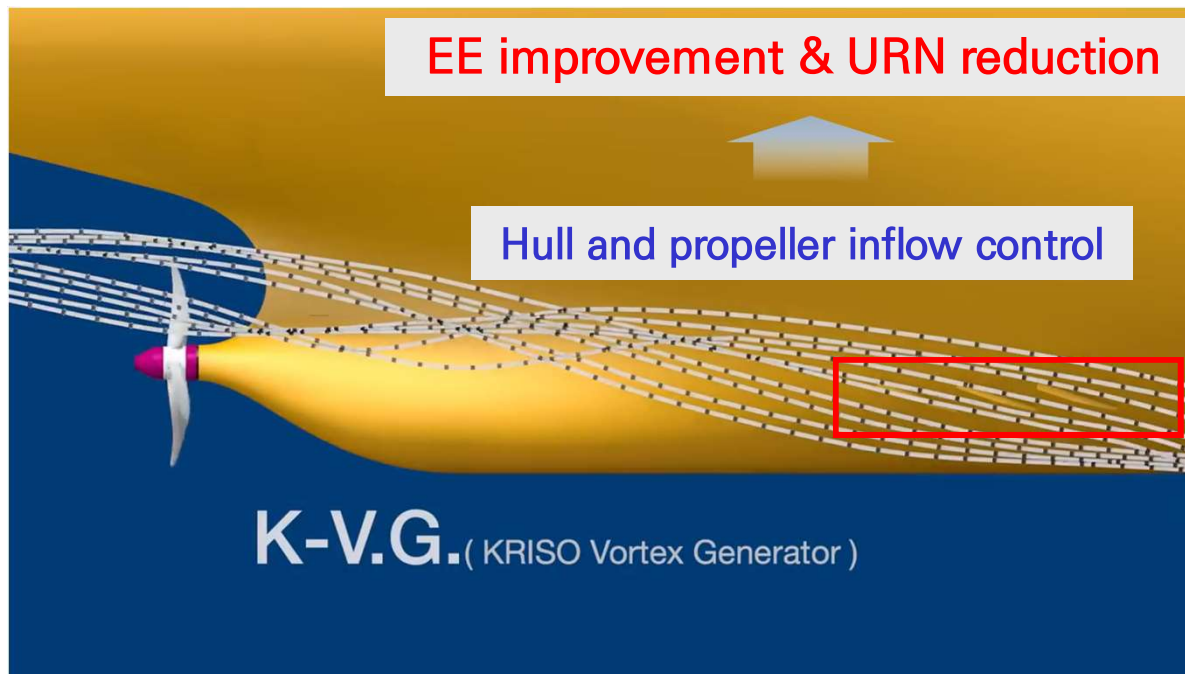 EE improvement & URN reduction
Hull and propeller inflow control
K-V.G. ( KRISO Vortex Generator )